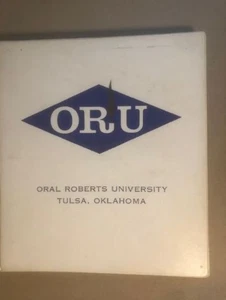 ORU
ORAL ROBERTS UNIVERSITY
TULSA, OKLAHOMA